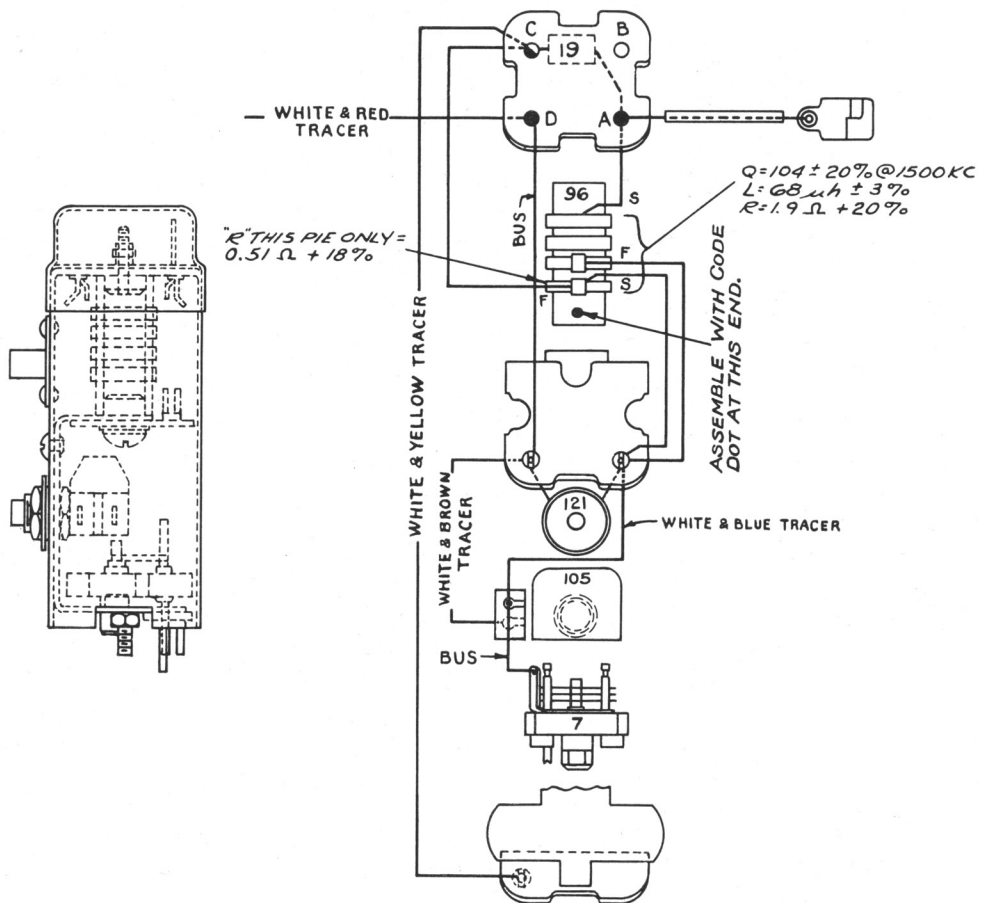 C
B
19
WHITE & RED
TRACER
D
A
Q=104 ± 20% @ 1500 KC
L=68 µh ± 3%
R=1.9 Ω +20%
96
S
BUS
"R" THIS PIE ONLY =
0.51 Ω + 18%
F
S
F
ASSEMBLE WITH CODE
DOT AT THIS END.
WHITE & YELLOW TRACER
WHITE & BROWN
TRACER
121
WHITE & BLUE TRACER
105
BUS
7